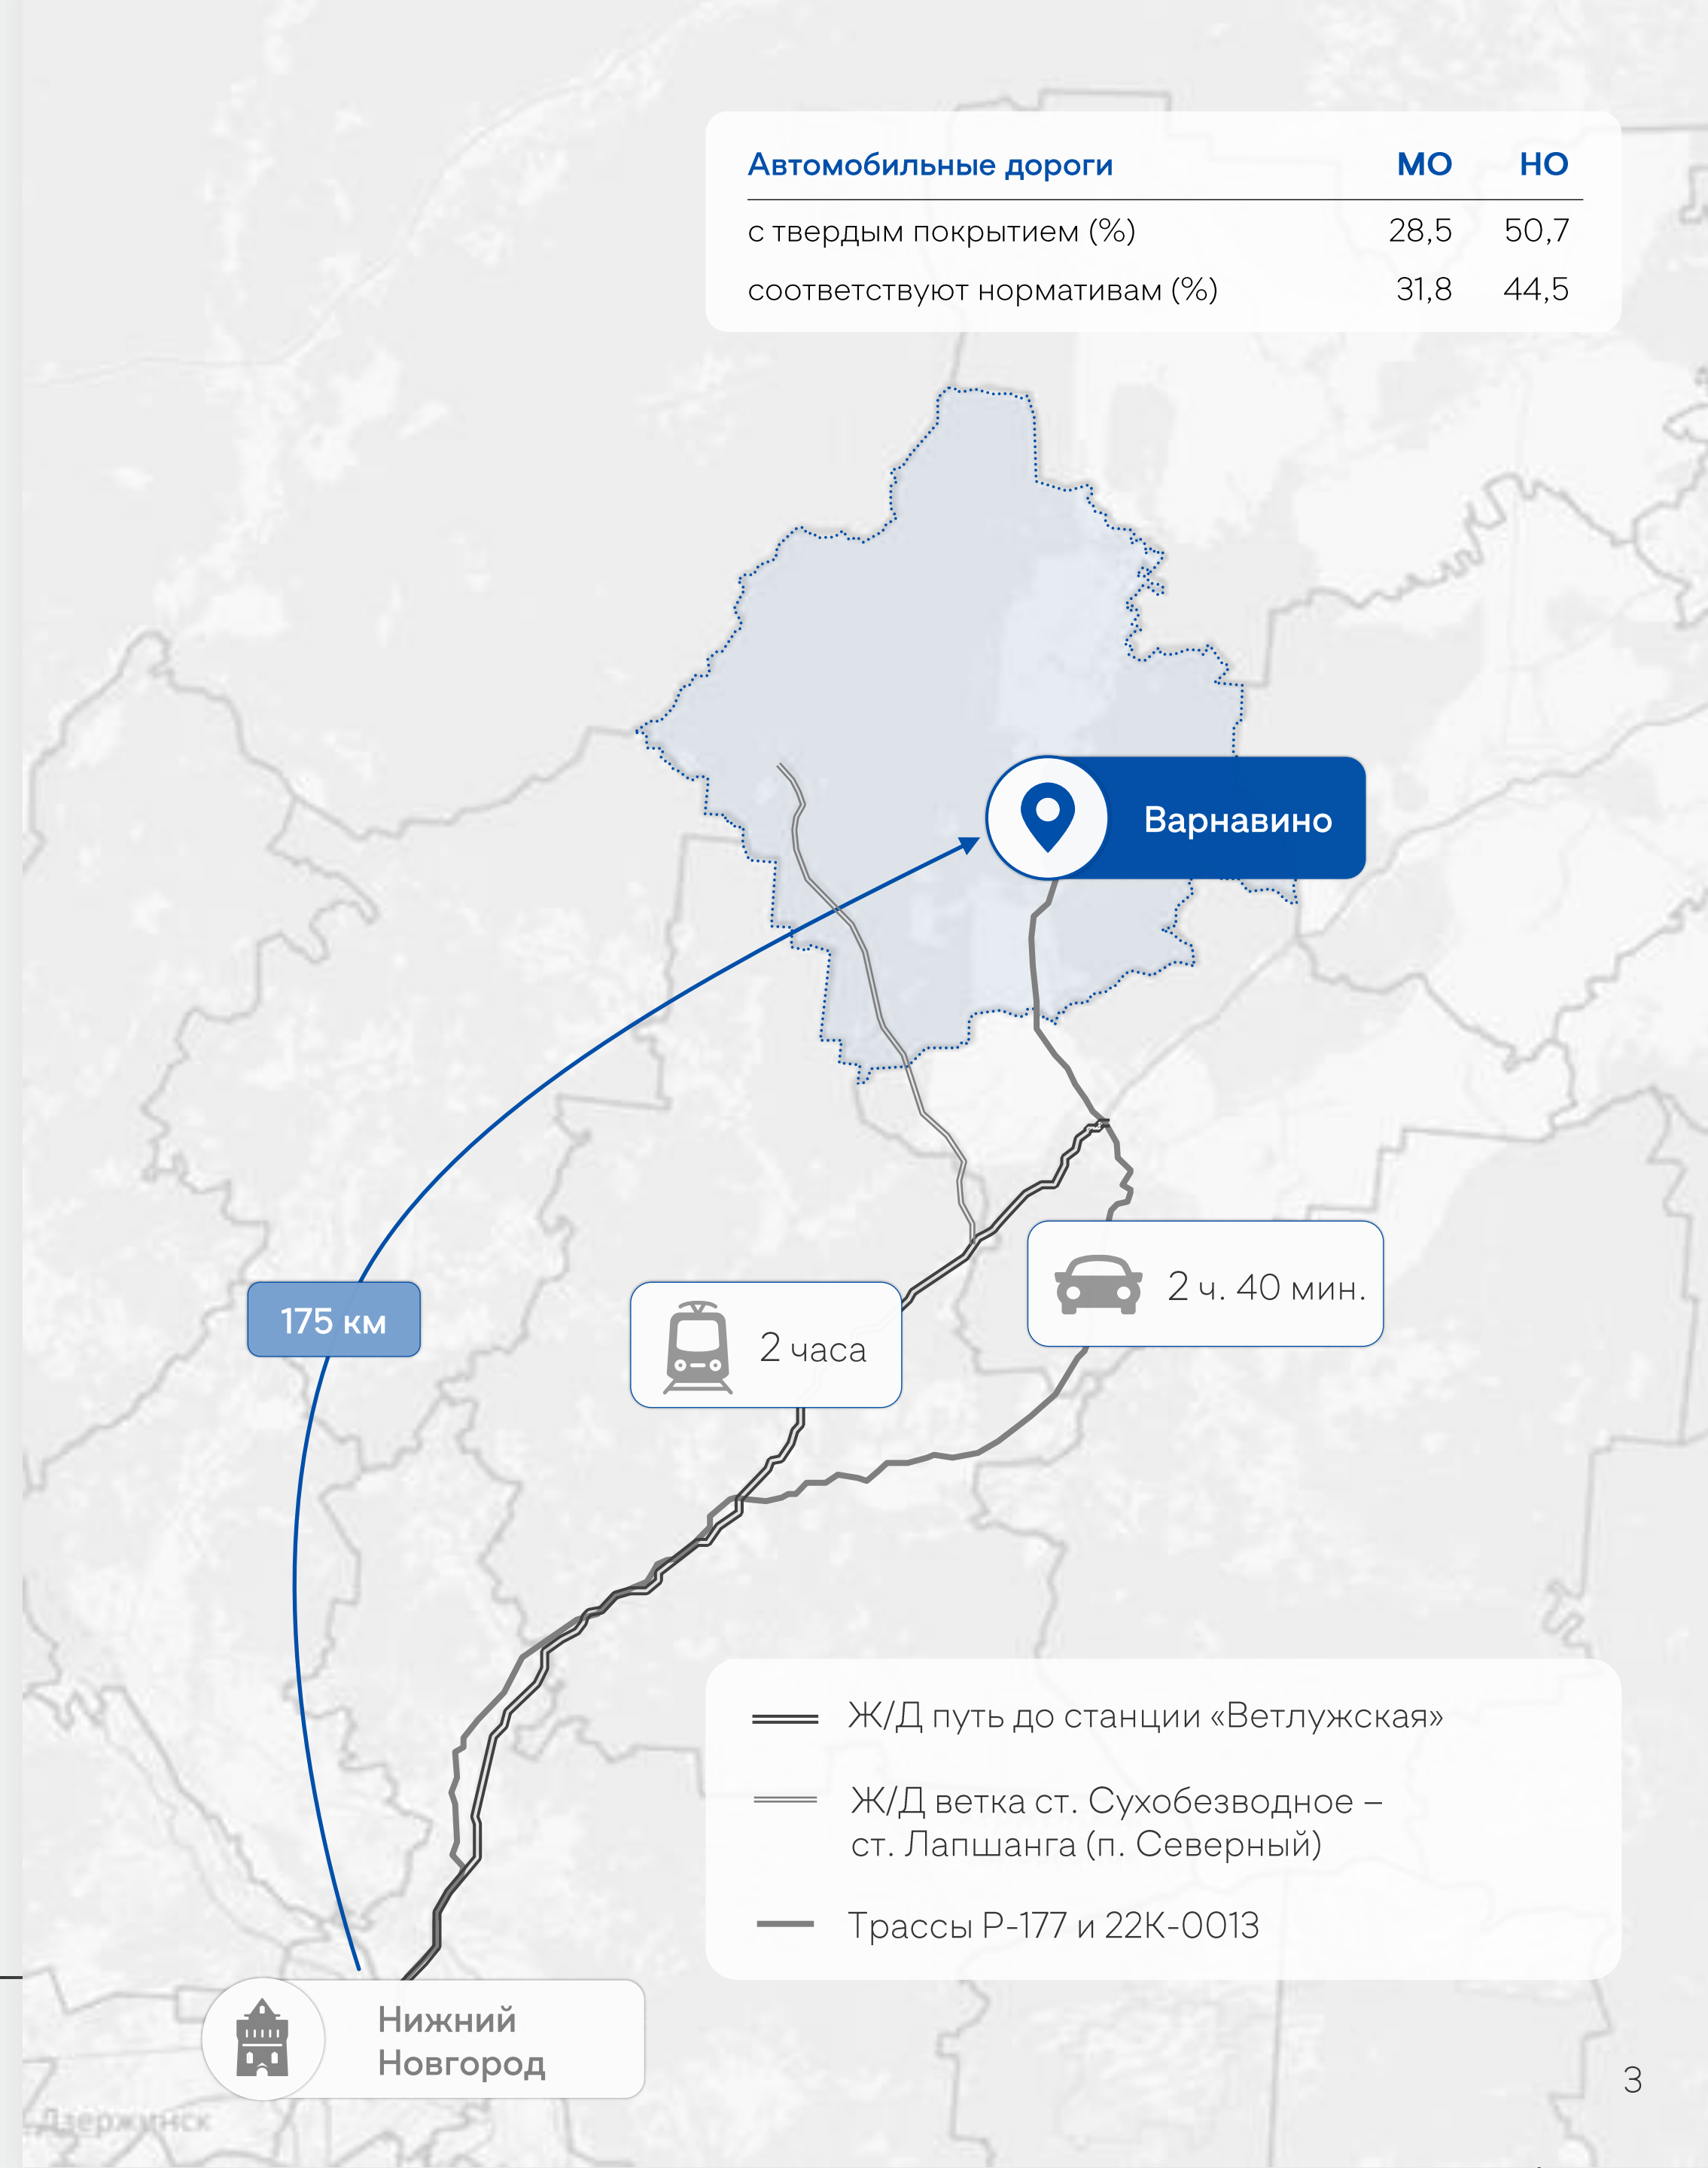 Автомобильные дороги МО НО
с твердым покрытием (%) 28,5 50,7
соответствуют нормативам (%) 31,8 44,5
Варнавино
2 ч. 40 мин.
175 км
2 часа
Ж/Д путь до станции «Ветлужская»
Ж/Д ветка ст. Сухобезводное –
ст. Лапшанга (п. Северный)
Трассы Р-177 и 22К-0013
Нижний
Новгород
3
Дзержинск